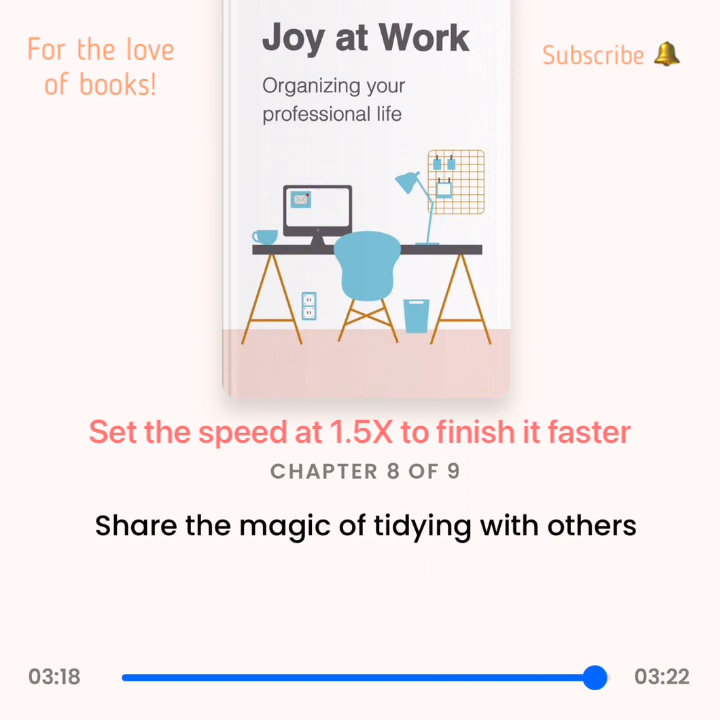 For the love
of books!
Subscribe 🔔
Joy at Work
Organizing your
professional life
Set the speed at 1.5X to finish it faster
CHAPTER 8 OF 9
Share the magic of tidying with others
03:18
03:22